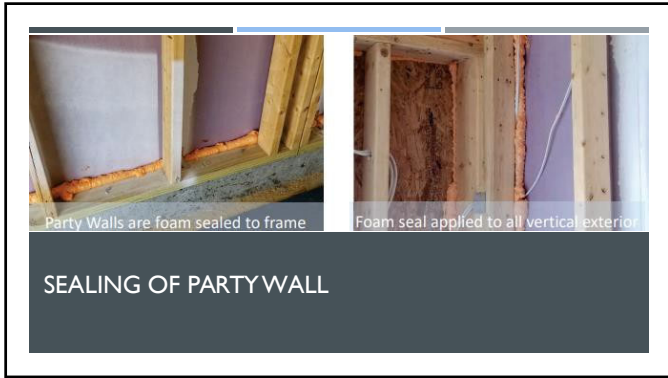 Party Walls are foam sealed to frame
Foam seal applied to all vertical exterior
SEALING OF PARTY WALL